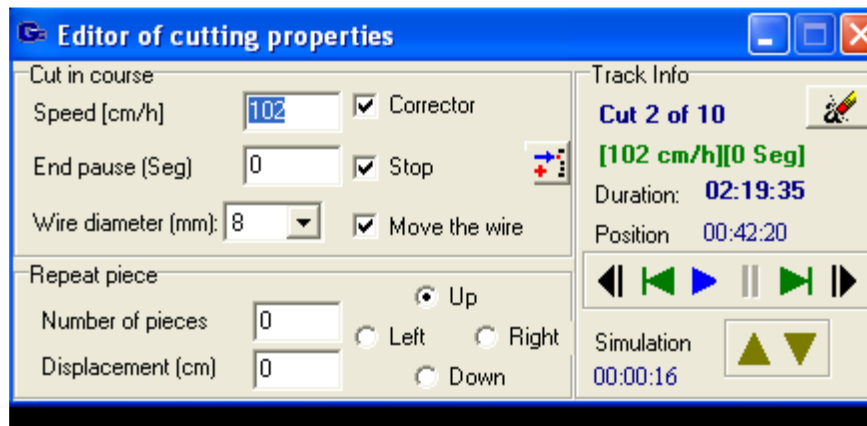 Editor of cutting properties
Cut in course
Speed [cm/h] 102 Corrector
End pause (Seg) 0 Stop
Wire diameter (mm): 8 Move the wire
Repeat piece
Number of pieces 0
Displacement (cm) 0
Up
Left Right
Down
Track Info
Cut 2 of 10
[102 cm/h][0 Seg]
Duration: 02:19:35
Position 00:42:20
Simulation
00:00:16